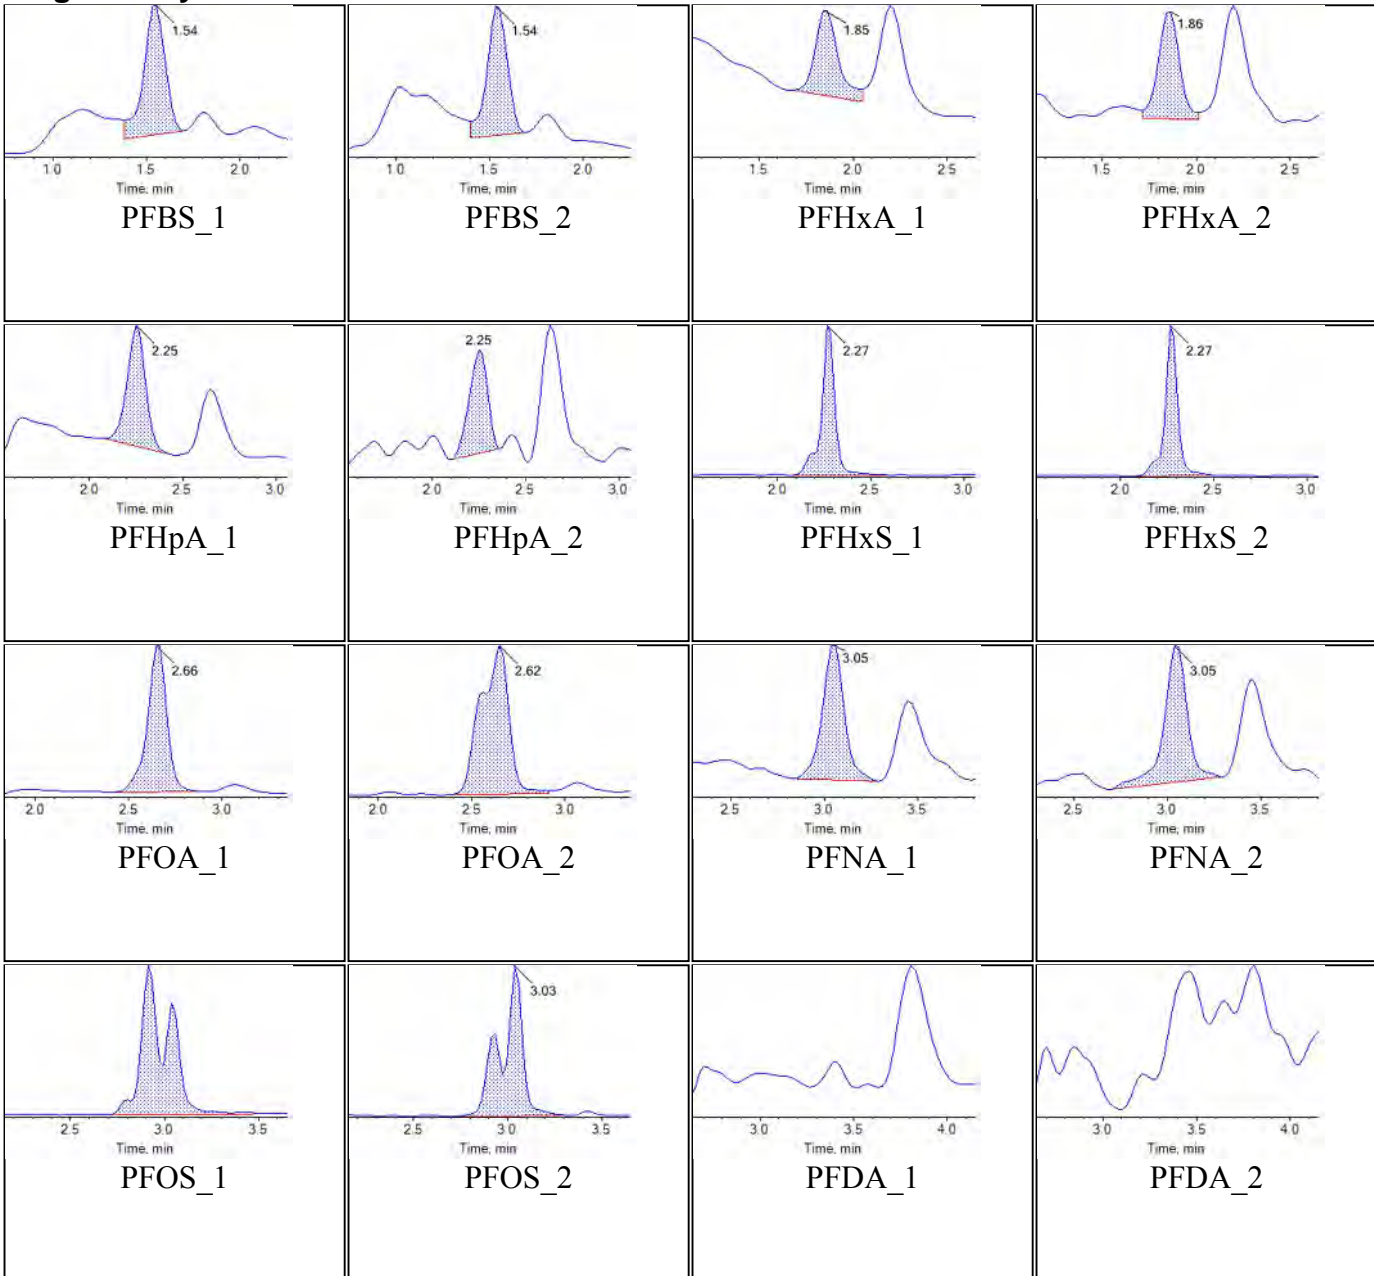 1.54 1.54 1.85 1.86
1.0 1.5 2.0 1.0 1.5 2.0 1.5 2.0 2.5 1.5 2.0 2.5
Time, min Time, min Time, min Time, min
PFBS_1 PFBS_2 PFHxA_1 PFHxA_2
2.25 2.25 2.27 2.27
2.0 2.5 3.0 2.0 2.5 3.0 2.0 2.5 3.0 2.0 2.5 3.0
Time, min Time, min Time, min Time, min
PFHpA_1 PFHpA_2 PFHxS_1 PFHxS_2
2.66 2.62 3.05 3.05
2.0 2.5 3.0 2.0 2.5 3.0 2.5 3.0 3.5 2.5 3.0 3.5
Time, min Time, min Time, min Time, min
PFOA_1 PFOA_2 PFNA_1 PFNA_2
3.03
2.5 3.0 3.5 2.5 3.0 3.5 3.0 3.5 4.0 3.0 3.5 4.0
Time, min Time, min Time, min Time, min
PFOS_1 PFOS_2 PFDA_1 PFDA_2